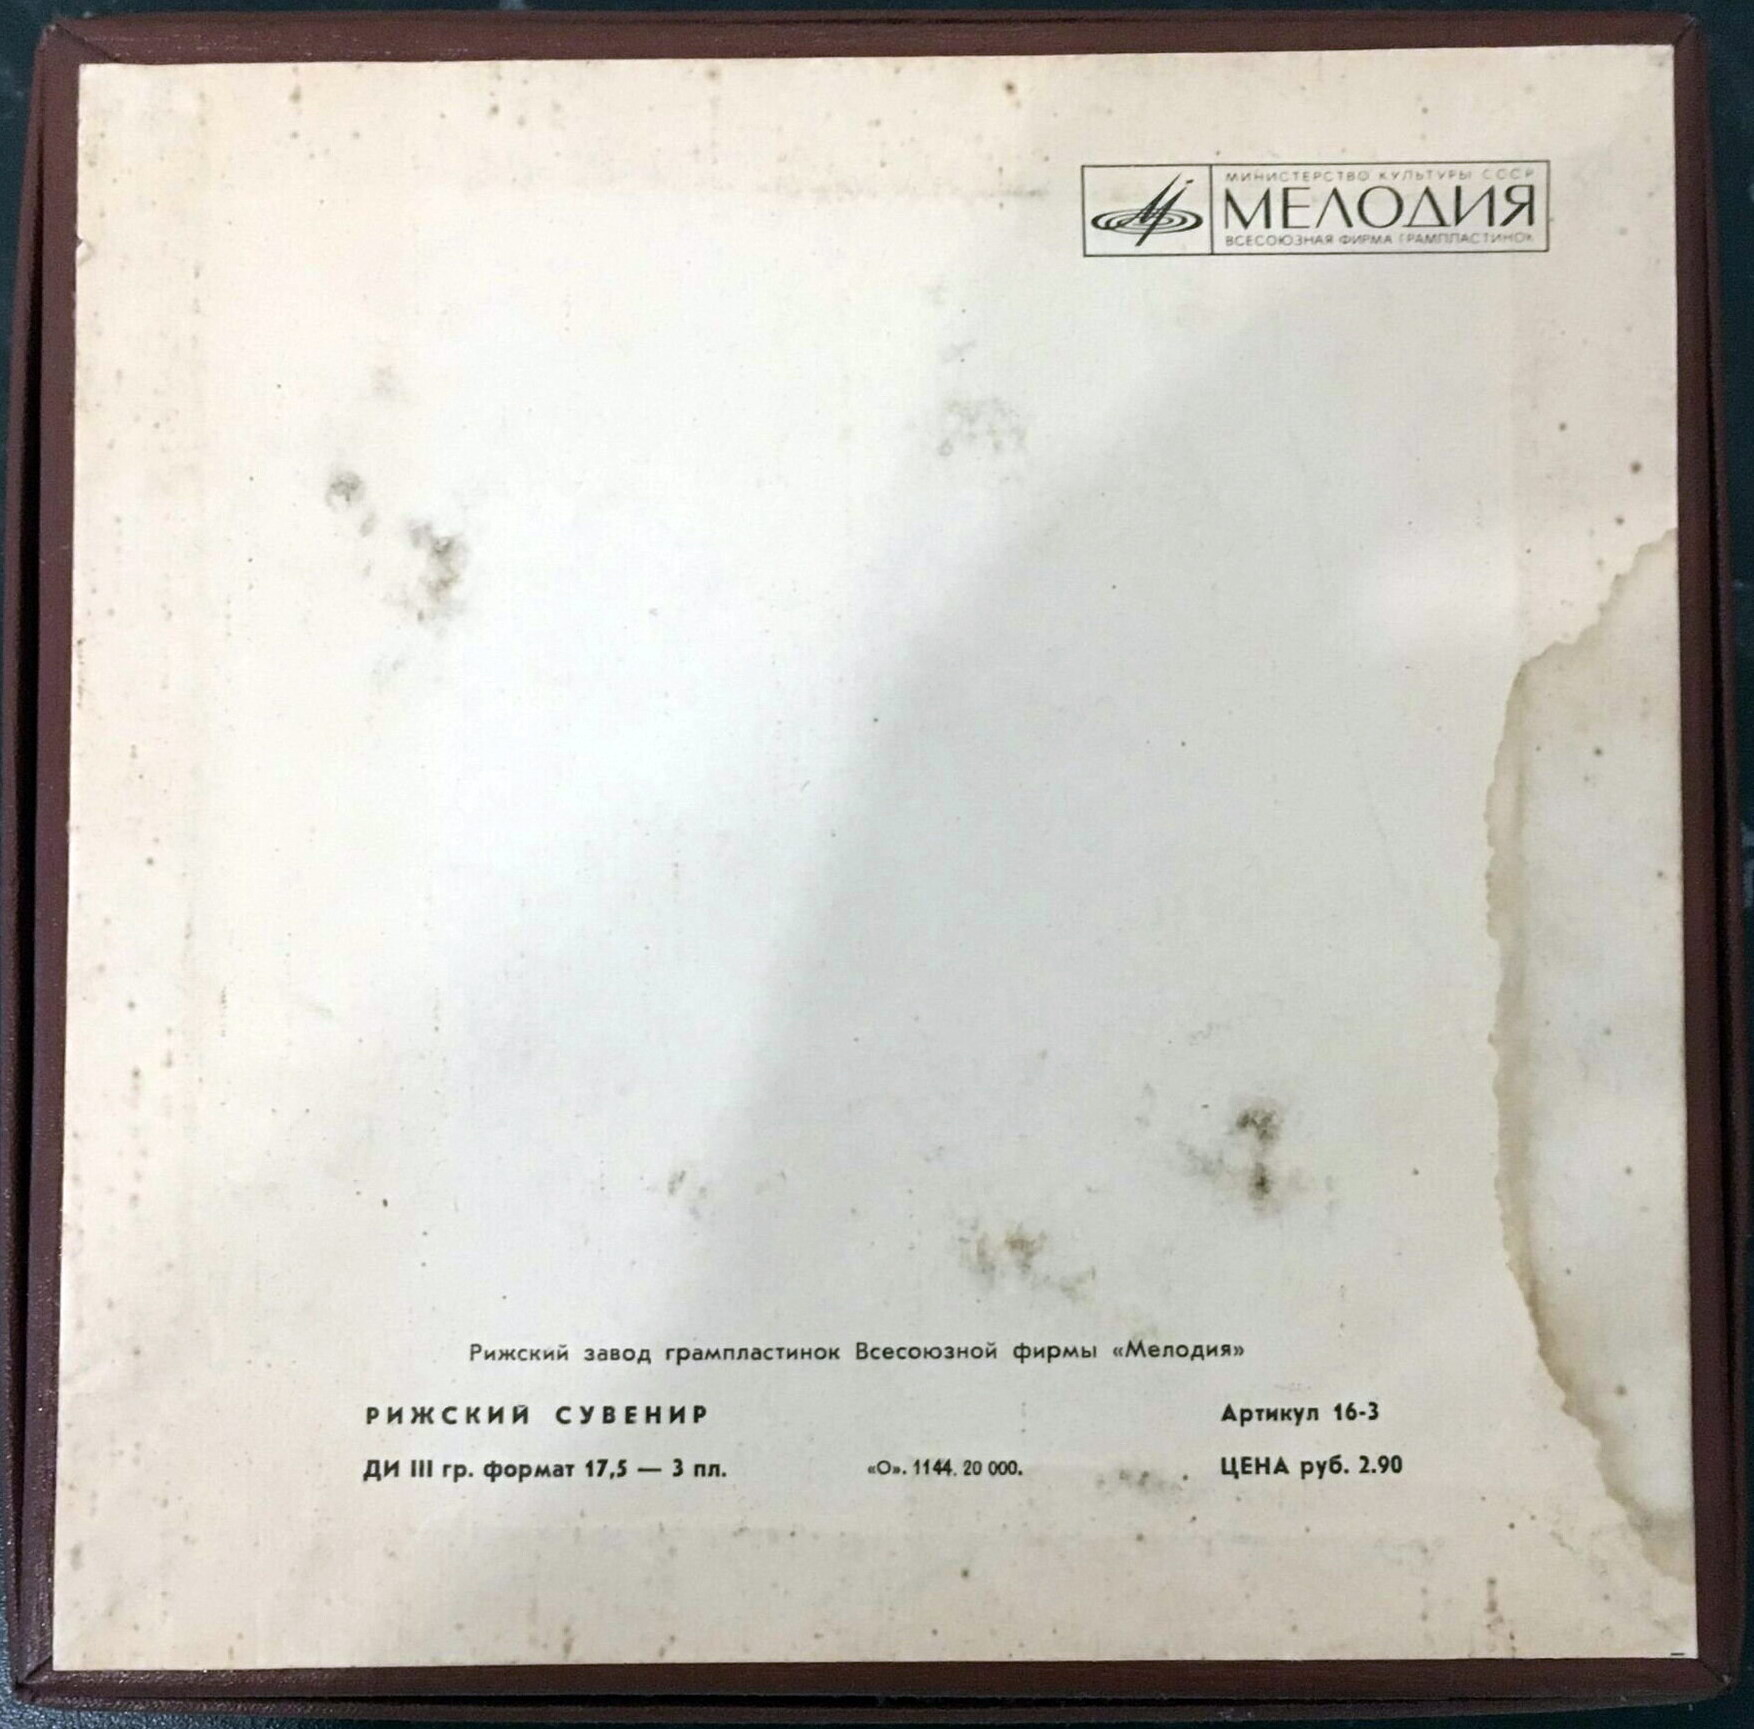 МИНИСТЕРСТВО КУЛЬТУРЫ СССР
МЕЛОДИЯ
ВСЕСОЮЗНАЯ ФИРМА ГРАМПЛАСТИНОК
Рижский завод грампластинок Всесоюзной фирмы «Мелодия»
РИЖСКИЙ СУВЕНИР Артикул 16-3
ДИ III гр. формат 17,5 — 3 пл. «О». 1144. 20 000. ЦЕНА руб. 2.90